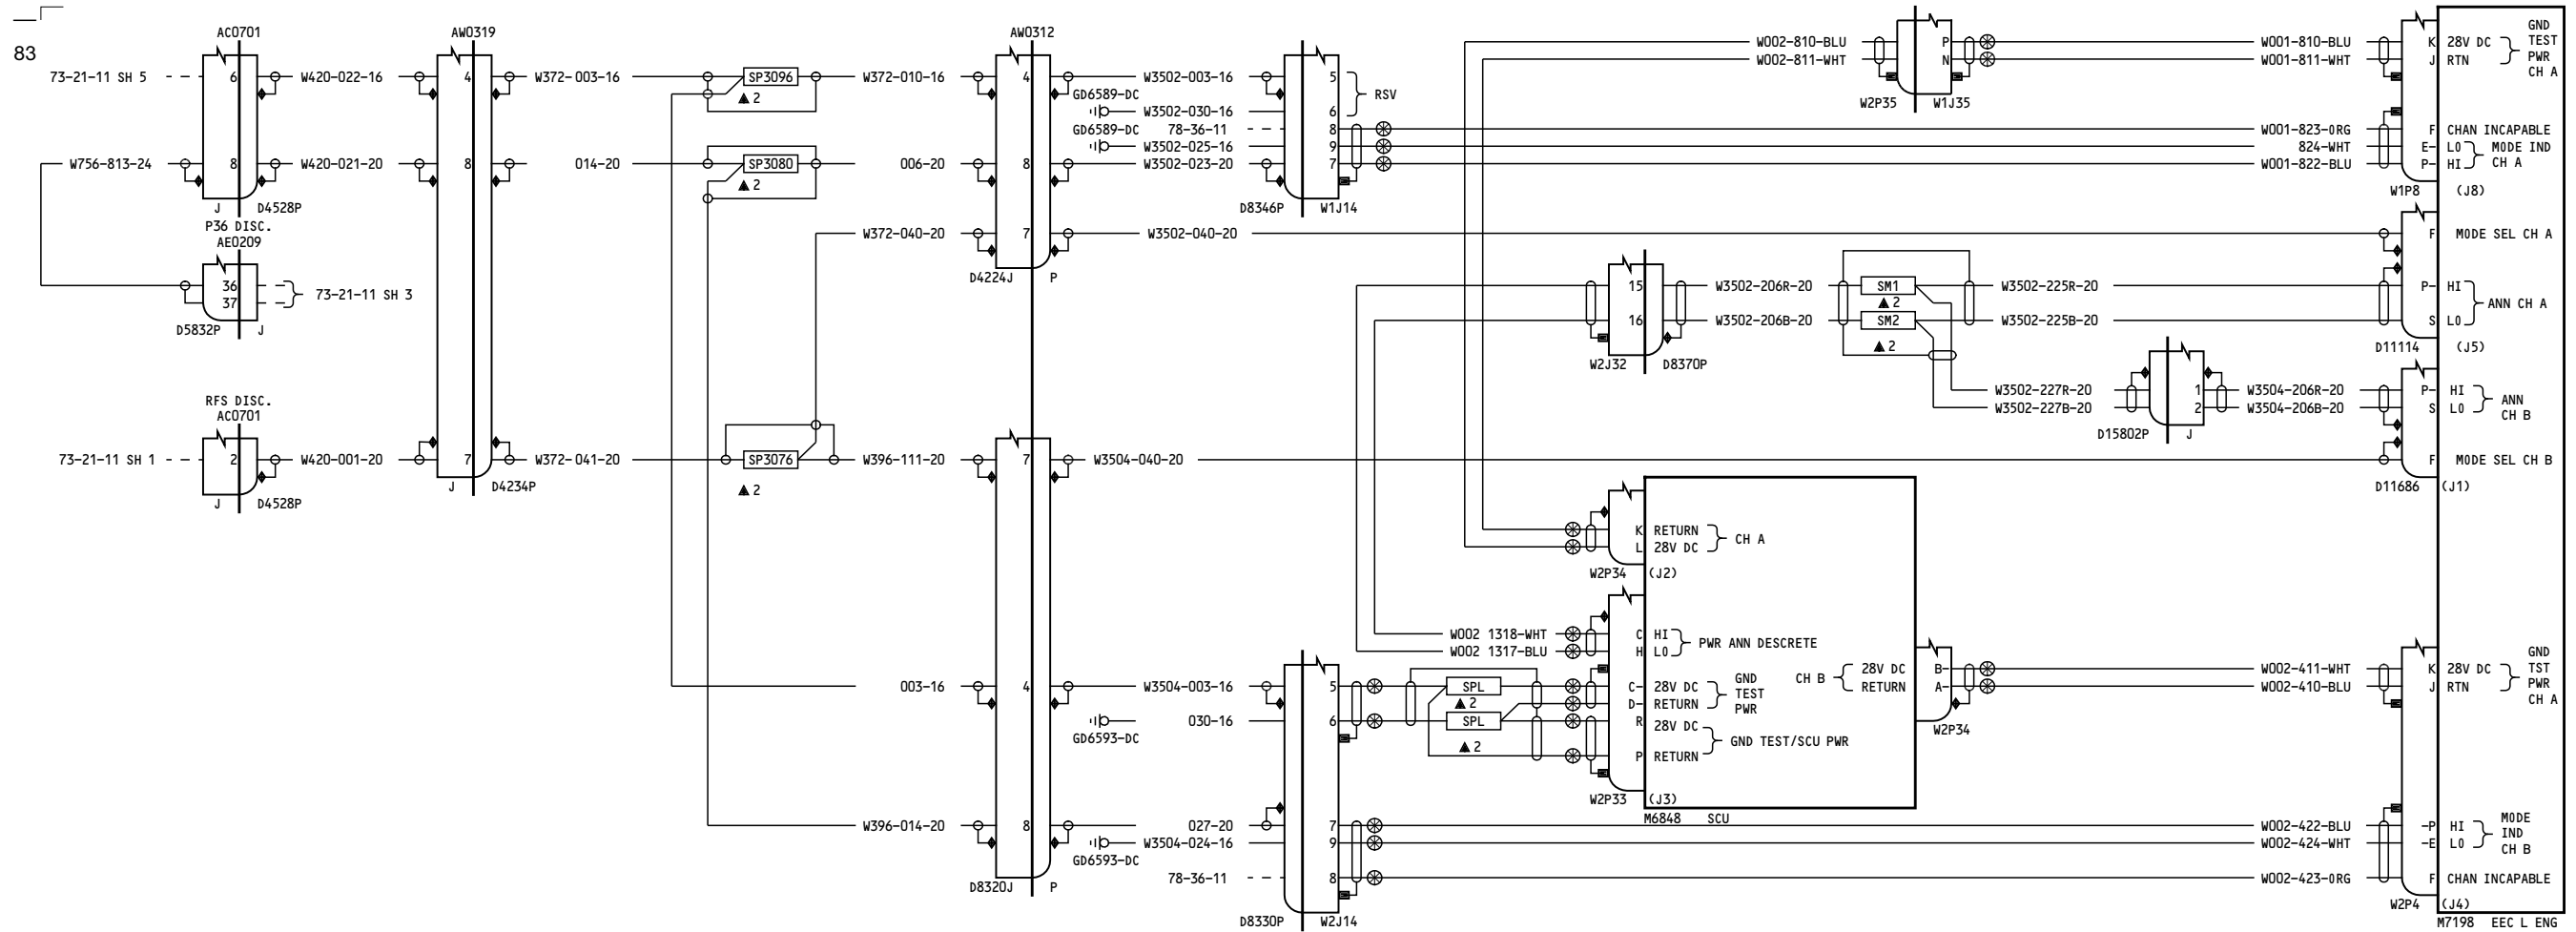 83
AC0701
AW0319
AW0312
73-21-11 SH 5
6
W420-022-16
4
W372-003-16
SP3096
▲ 2
W372-010-16
4
W3502-003-16
5
GD6589-DC
W3502-030-16
6
RSV
GD6589-DC
78-36-11
8
W3502-025-16
9
W756-813-24
8
W420-021-20
8
014-20
SP3080
▲ 2
006-20
8
W3502-023-20
7
J
D4528P
P36 DISC.
AE0209
D8346P
W1J14
W372-040-20
7
W3502-040-20
D4224J
P
36
37
73-21-11 SH 3
D5832P
J
RFS DISC.
AC0701
73-21-11 SH 1
2
W420-001-20
7
W372-041-20
SP3076
▲ 2
W396-111-20
7
W3504-040-20
J
D4528P
J
D4234P
003-16
4
W3504-003-16
5
GD6593-DC
030-16
6
W396-014-20
8
027-20
7
GD6593-DC
W3504-024-16
9
78-36-11
8
D8320J
P
D8330P
W2J14
W002-810-BLU
P
W002-811-WHT
N
W2P35
W1J35
W001-810-BLU
K
28V DC
W001-811-WHT
J
RTN
GND
TEST
PWR
CH A
W001-823-ORG
F
CHAN INCAPABLE
824-WHT
E-
LO
MODE IND
W001-822-BLU
P-
HI
CH A
W1P8
(J8)
F
MODE SEL CH A
15
W3502-206R-20
SM1
▲ 2
W3502-225R-20
P-
HI
ANN CH A
16
W3502-206B-20
SM2
▲ 2
W3502-225B-20
S
LO
W2J32
D8370P
D11114
(J5)
W3502-227R-20
1
W3504-206R-20
P-
HI
W3502-227B-20
2
W3504-206B-20
S
LO
ANN
CH B
D15802P
J
F
MODE SEL CH B
D11686
(J1)
K
RETURN
L
28V DC
CH A
W2P34
(J2)
W002 1318-WHT
C
HI
PWR ANN DESCRETE
W002 1317-BLU
H
LO
SPL
▲ 2
C-
28V DC
D-
RETURN
GND
TEST
PWR
SPL
▲ 2
R
28V DC
P
RETURN
GND TEST/SCU PWR
W2P33
(J3)
M6848
SCU
CH B
28V DC
B-
RETURN
A-
W2P34
W002-411-WHT
K
28V DC
W002-410-BLU
J
RTN
GND
TST
PWR
CH A
W002-422-BLU
-P
HI
W002-424-WHT
-E
LO
MODE
IND
CH B
W002-423-ORG
F
CHAN INCAPABLE
W2P4
(J4)
M7198
EEC L ENG